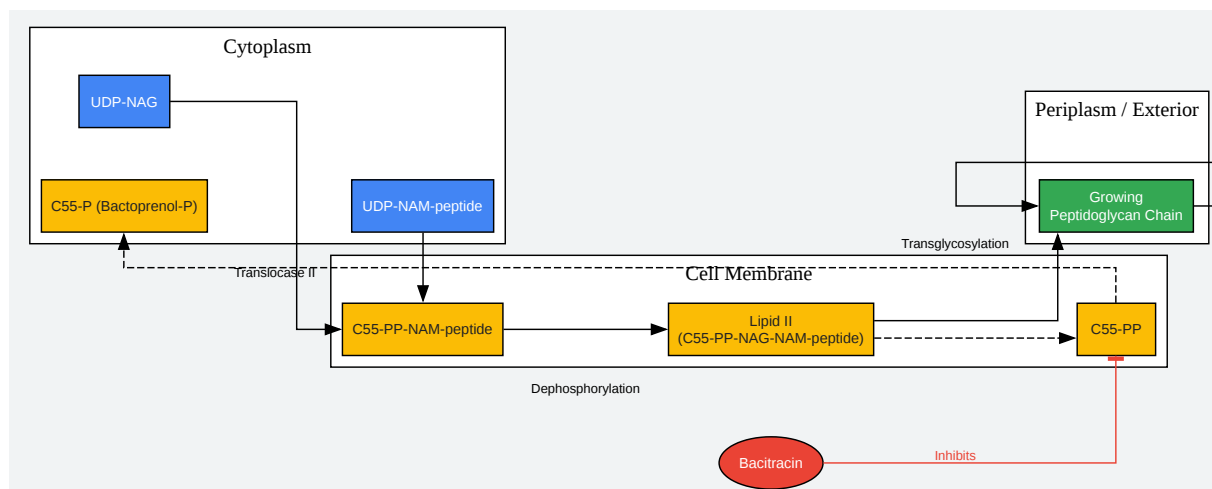 Cytoplasm
UDP-NAG
C55-P (Bactoprenol-P)
UDP-NAM-peptide
Periplasm / Exterior
Growing
Peptidoglycan Chain
Transglycosylation
Translocase II
Cell Membrane
C55-PP-NAM-peptide
Lipid II
(C55-PP-NAG-NAM-peptide)
C55-PP
Dephosphorylation
Bacitracin
Inhibits